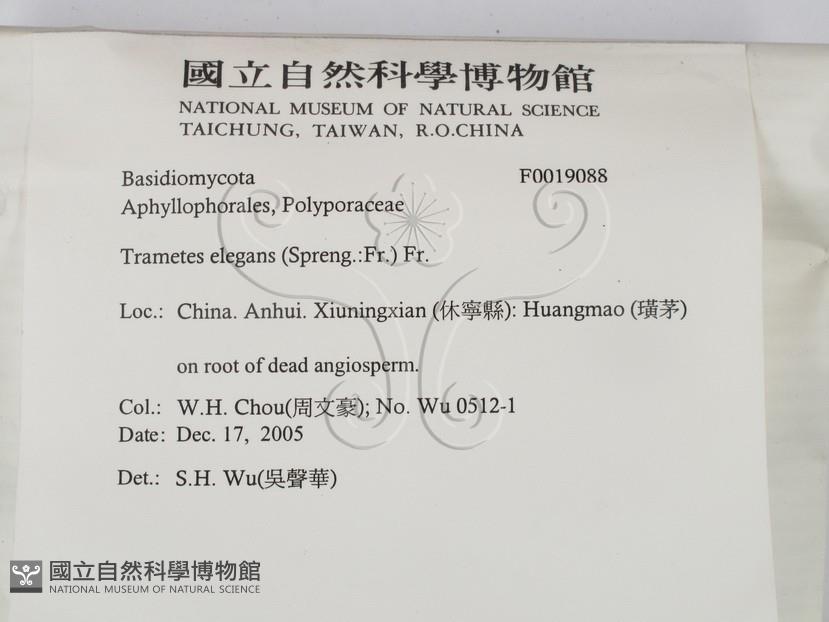 國立自然科學博物館
NATIONAL MUSEUM OF NATURAL SCIENCE
TAICHUNG, TAIWAN, R.O.CHINA
Basidiomycota F0019088
Aphyllophorales, Polyporaceae
Trametes elegans (Spreng.:Fr.) Fr.
Loc.: China. Anhui. Xiuningxian (休寧縣): Huangmao (璜茅)
on root of dead angiosperm.
Col.: W.H. Chou(周文豪); No. Wu 0512-1
Date: Dec. 17, 2005
Det.: S.H. Wu(吳聲華)
國立自然科學博物館
NATIONAL MUSEUM OF NATURAL SCIENCE